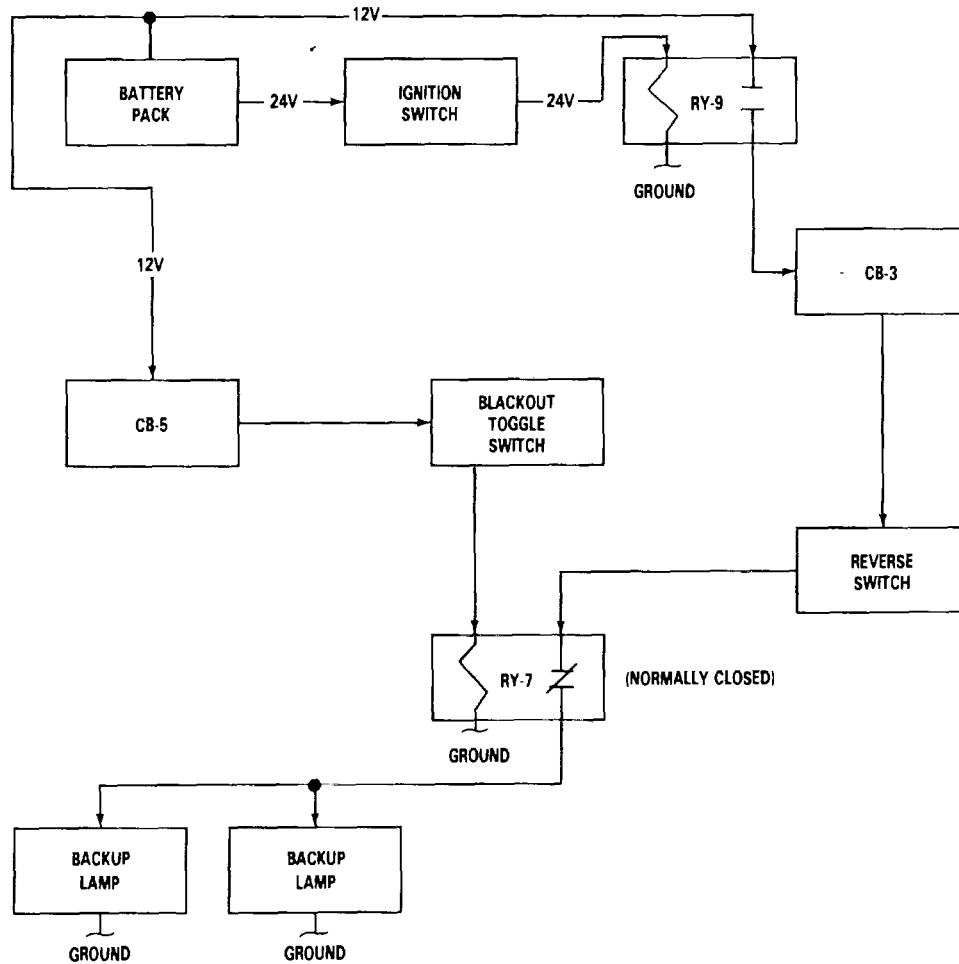 12V
BATTERY
PACK
24V
IGNITION
SWITCH
24V
RY-9
GROUND
12V
CB-3
CB-5
BLACKOUT
TOGGLE
SWITCH
REVERSE
SWITCH
RY-7
(NORMALLY CLOSED)
GROUND
BACKUP
LAMP
BACKUP
LAMP
GROUND
GROUND